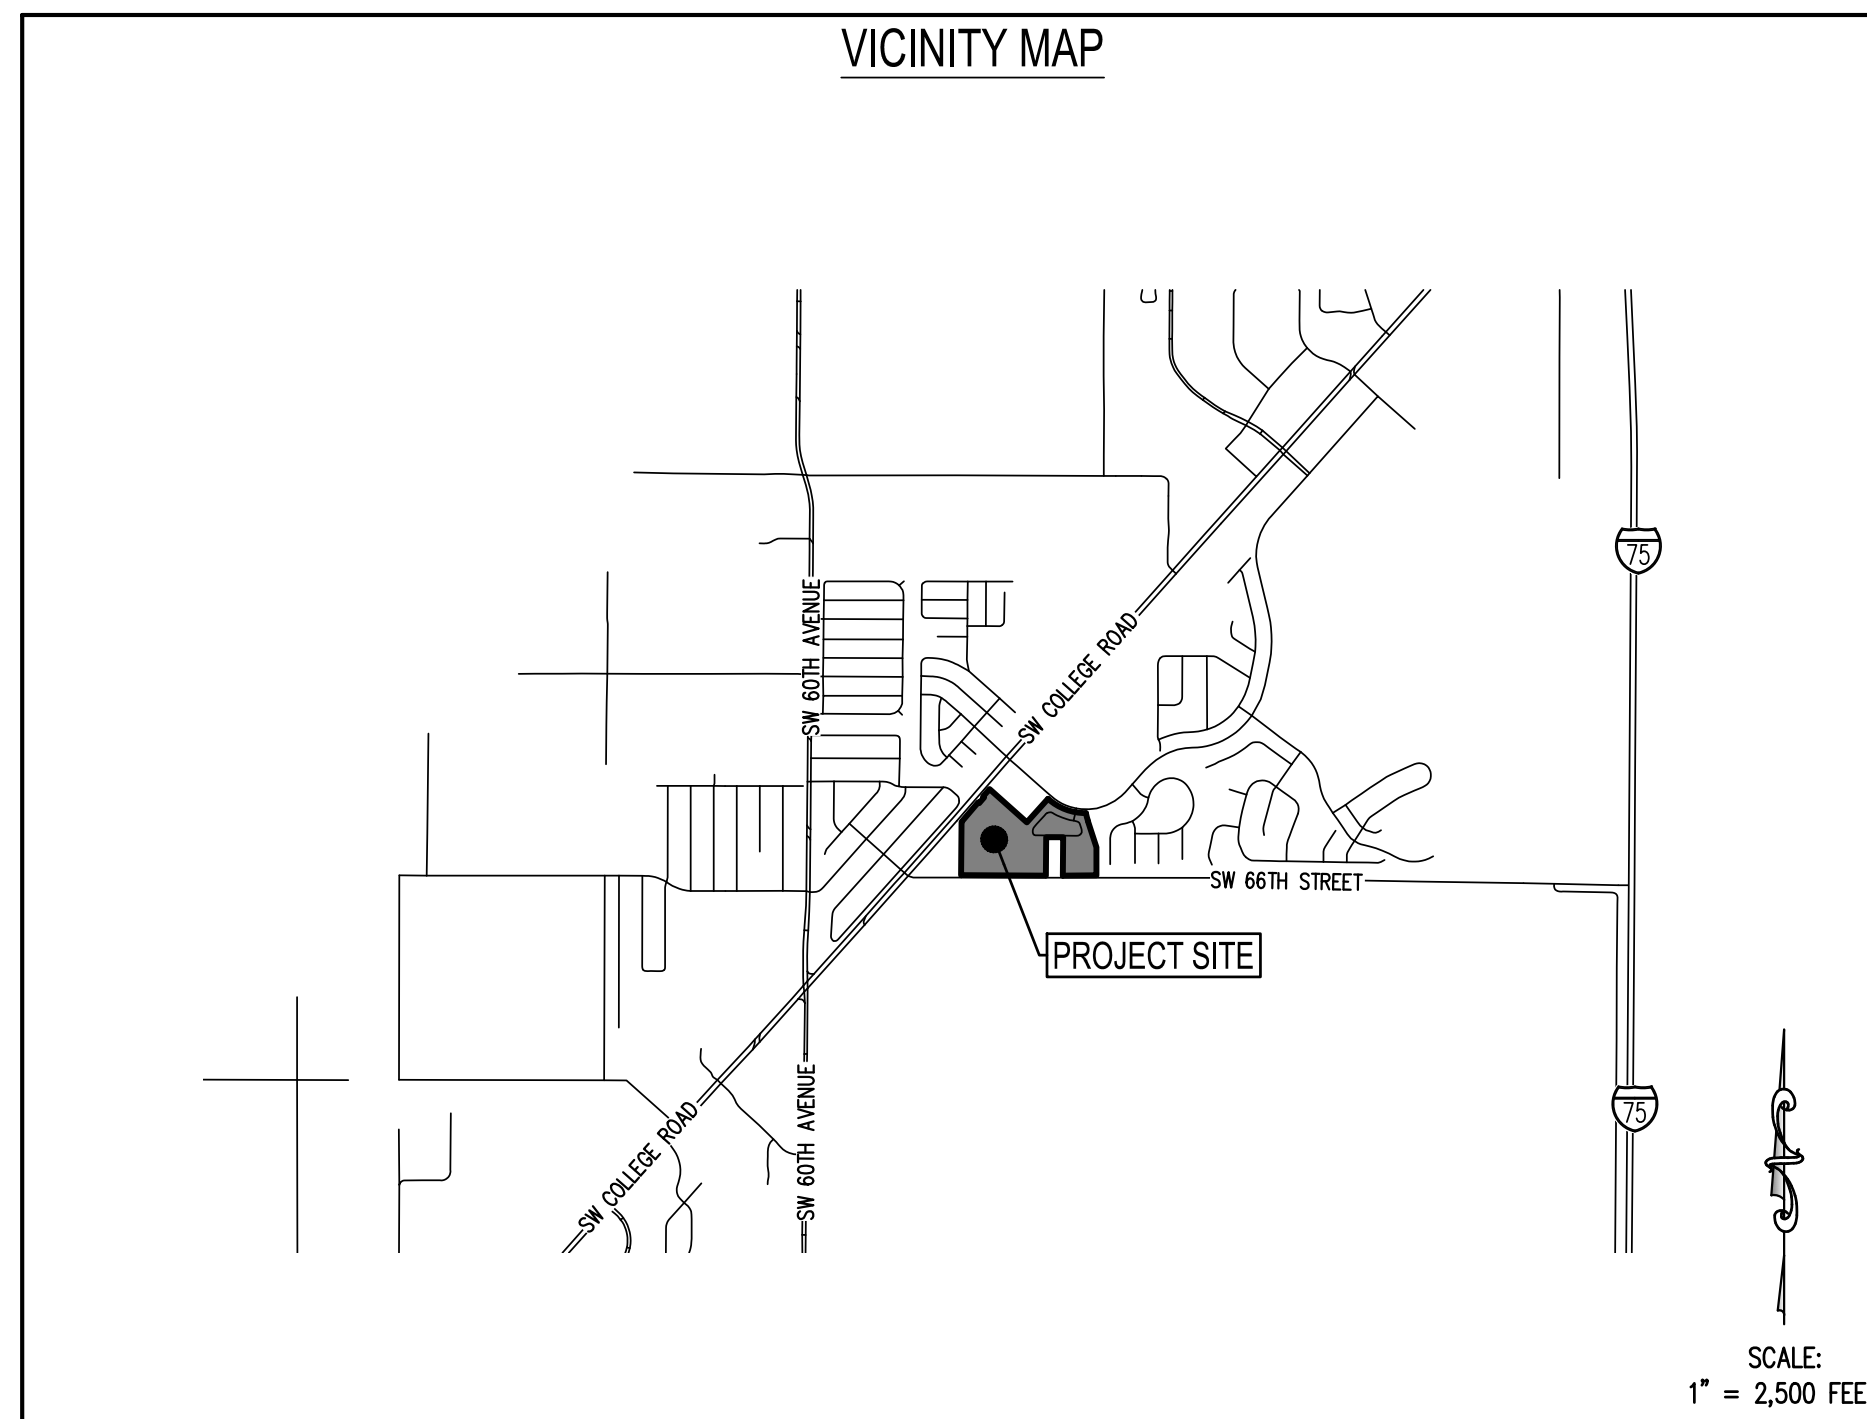 VICINITY MAP
75
SW 60TH AVENUE
SW COLLEGE ROAD
SW 66TH STREET
PROJECT SITE
75
SW COLLEGE ROAD
SW 60TH AVENUE
SCALE:
1" = 2,500 FEE